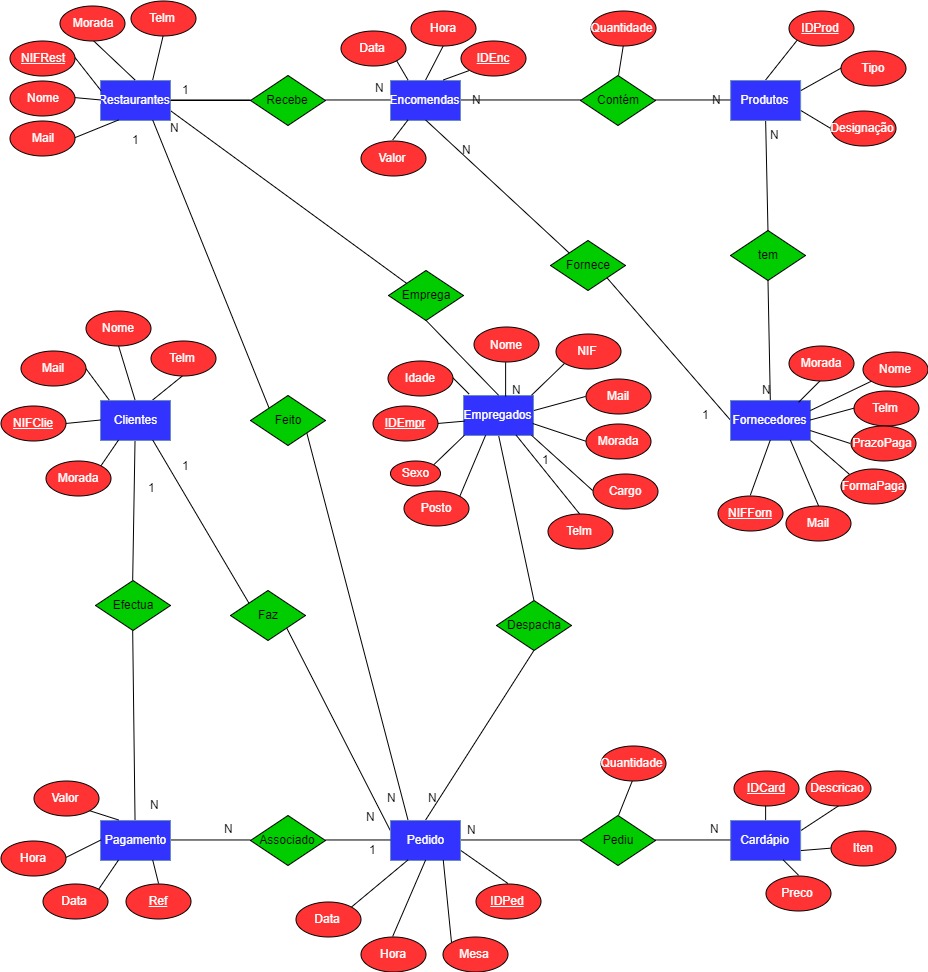 Morada
Telm
NIFRest
Nome
Mail
Restaurantes
1
N
1
Recebe
Data
Hora
IDEnc
N
Encomendas
N
Valor
N
Quantidade
Contêm
N
IDProd
Tipo
Designação
Produtos
N
tem
N
Fornece
1
Emprega
Nome
Mail
Telm
NIFClie
Clientes
Morada
1
1
Feito
Idade
Nome
NIF
IDEmpr
N
Empregados
Mail
Morada
Sexo
1
Cargo
Posto
Telm
Morada
Nome
Telm
Fornecedores
PrazoPaga
FormaPaga
NIFForn
Mail
Efectua
Faz
Despacha
N
Valor
Hora
Data
Ref
Pagamento
N
Associado
N
N
N
1
Pedido
N
Data
Hora
Mesa
IDPed
Quantidade
Pediu
N
IDCard
Descricao
Cardápio
Iten
Preco